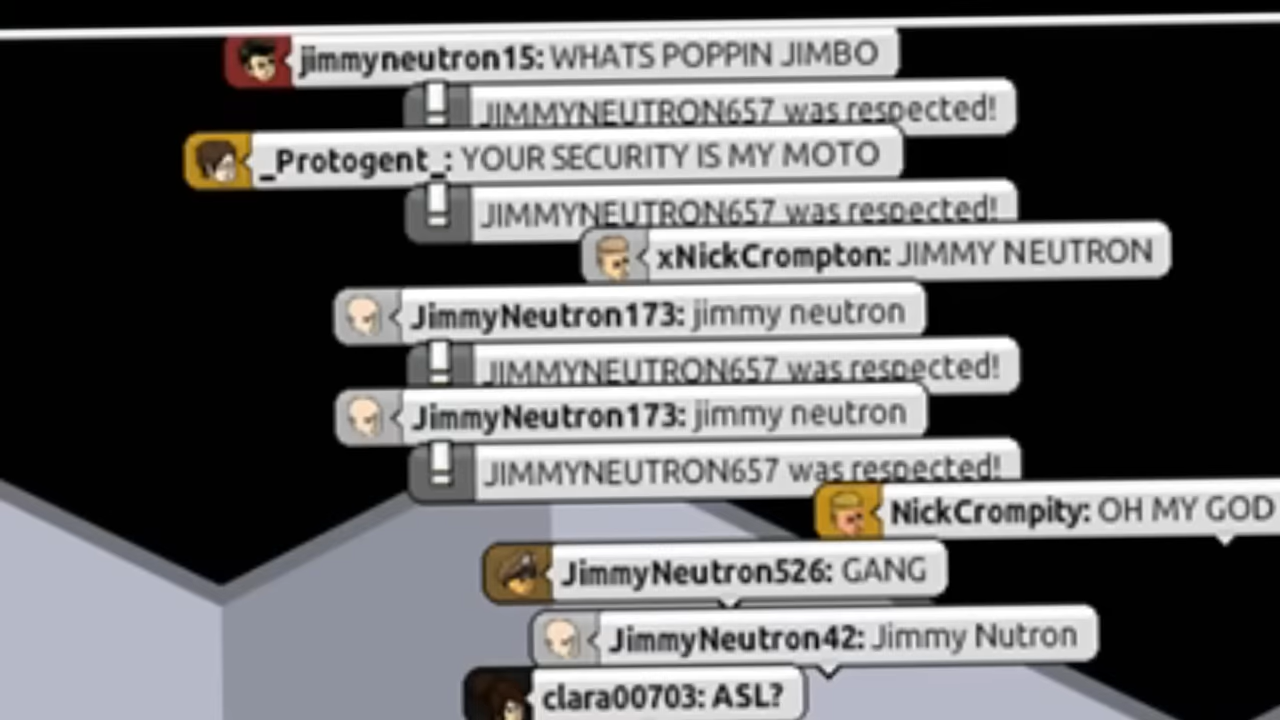 jimmyneutron15: WHATS POPPIN JIMBO
JIMMYNEUTRON657 was respected!
_Protogent_: YOUR SECURITY IS MY MOTO
JIMMYNEUTRON657 was respected!
xNickCrompton: JIMMY NEUTRON
JimmyNeutron173: jimmy neutron
JIMMYNEUTRON657 was respected!
JimmyNeutron173: jimmy neutron
JIMMYNEUTRON657 was respected!
NickCrompity: OH MY GOD
JimmyNeutron526: GANG
JimmyNeutron42: Jimmy Nutron
clara00703: ASL?